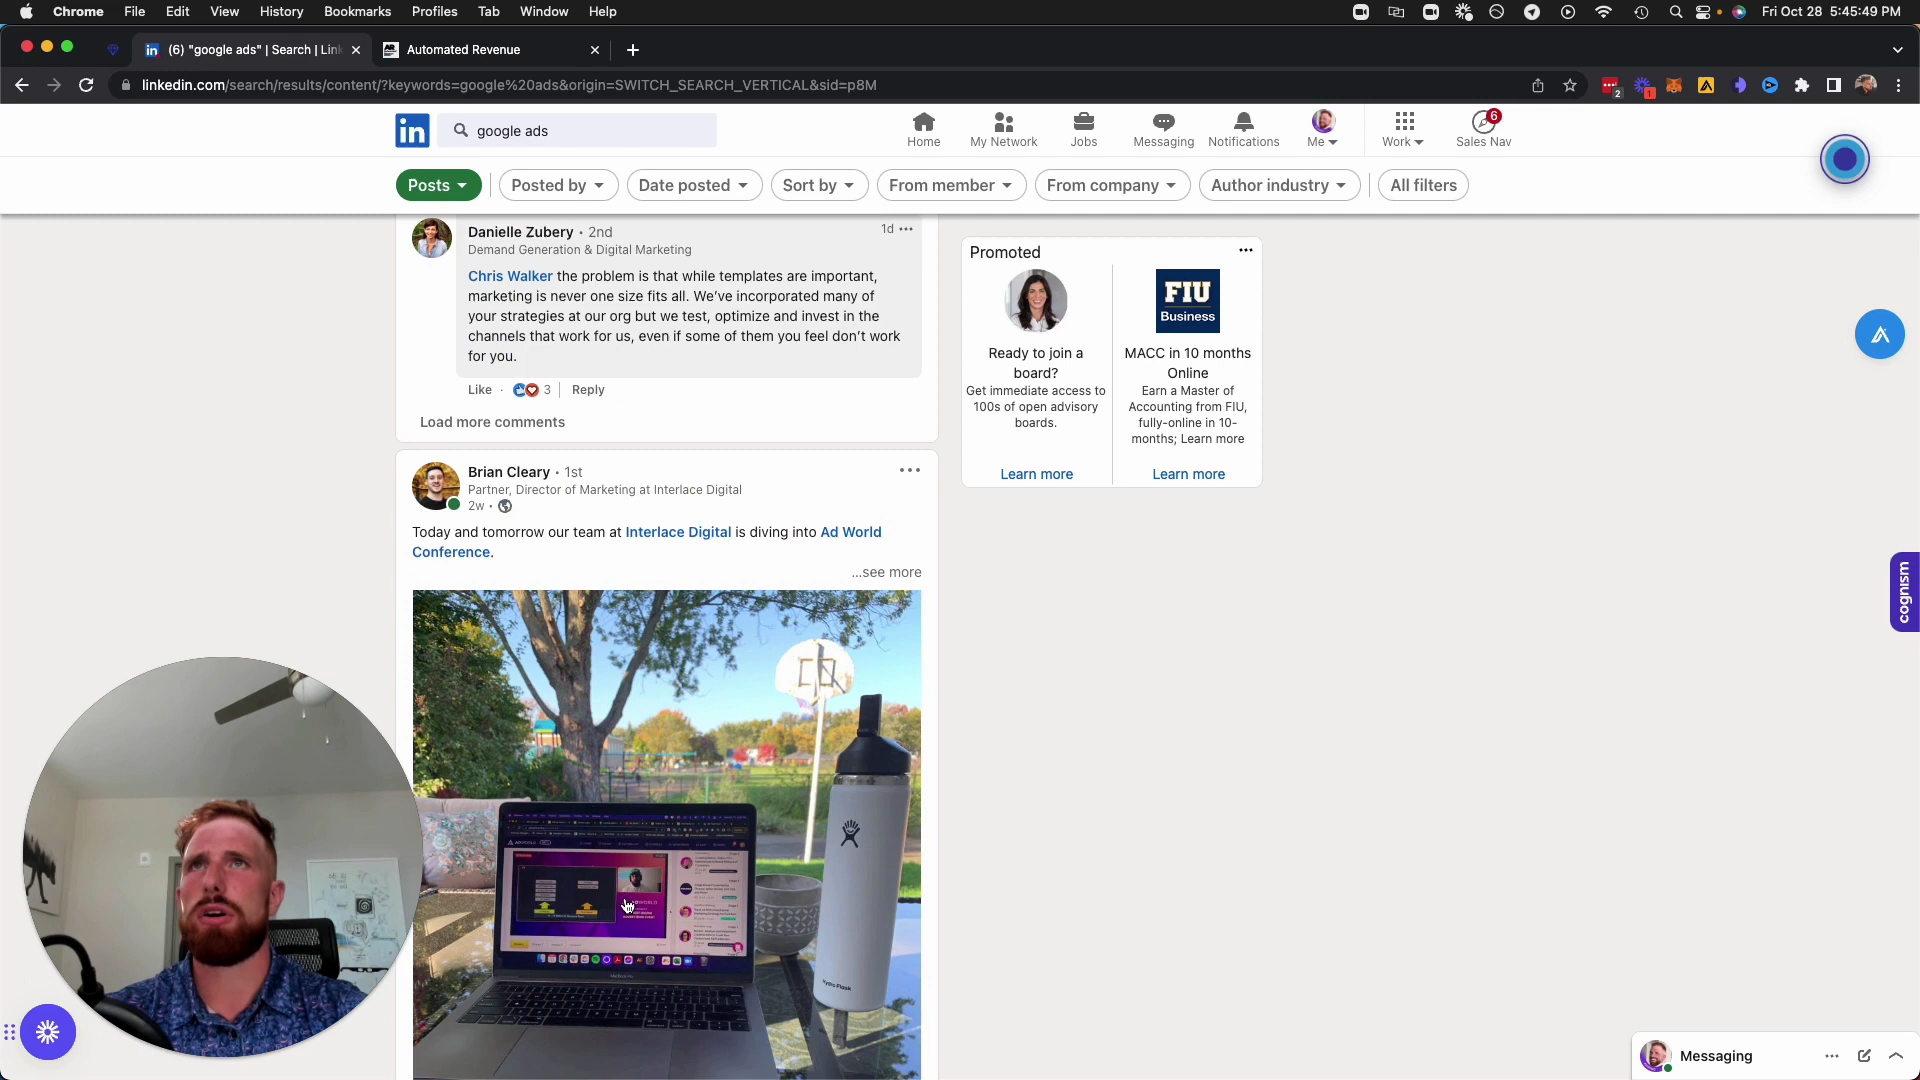 Chrome File Edit View History Bookmarks Profiles Tab Window Help
Fri Oct 28 5:45:49 PM
(6) "google ads" | Search | Lin
Automated Revenue
linkedin.com/search/results/content/?keywords=google%20ads&origin=SWITCH_SEARCH_VERTICAL&sid=p8M
2
1
in
google ads
Home
My Network
Jobs
Messaging
Notifications
Me
Work
6
Sales Nav
Posts
Posted by
Date posted
Sort by
From member
From company
Author industry
All filters
Danielle Zubery • 2nd
1d
Demand Generation & Digital Marketing
Chris Walker the problem is that while templates are important,
marketing is never one size fits all. We've incorporated many of
your strategies at our org but we test, optimize and invest in the
channels that work for us, even if some of them you feel don't work
for you.
Like · 3 | Reply
Load more comments
Promoted
Ready to join a
board?
Get immediate access to
100s of open advisory
boards.
Learn more
FIU
Business
MACC in 10 months
Online
Earn a Master of
Accounting from FIU,
fully-online in 10-
months; Learn more
Learn more
Brian Cleary • 1st
Partner, Director of Marketing at Interlace Digital
2w •
Today and tomorrow our team at Interlace Digital is diving into Ad World
Conference.
...see more
Hydro Flask
MacBook Pro
cognism
Messaging